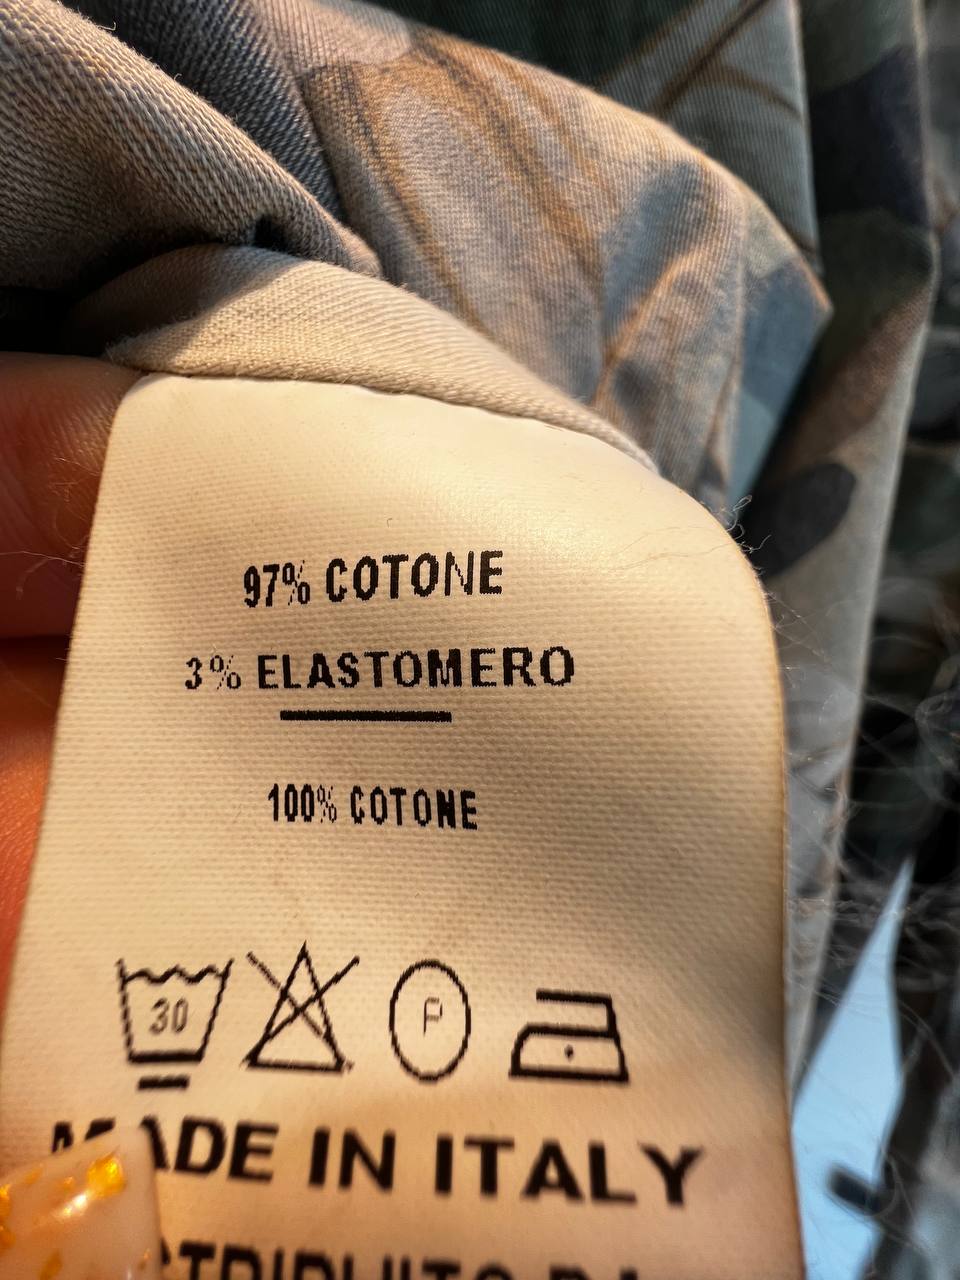 97% COTONE
3% ELASTOMERO
100% COTONE
30 P
MADE IN ITALY